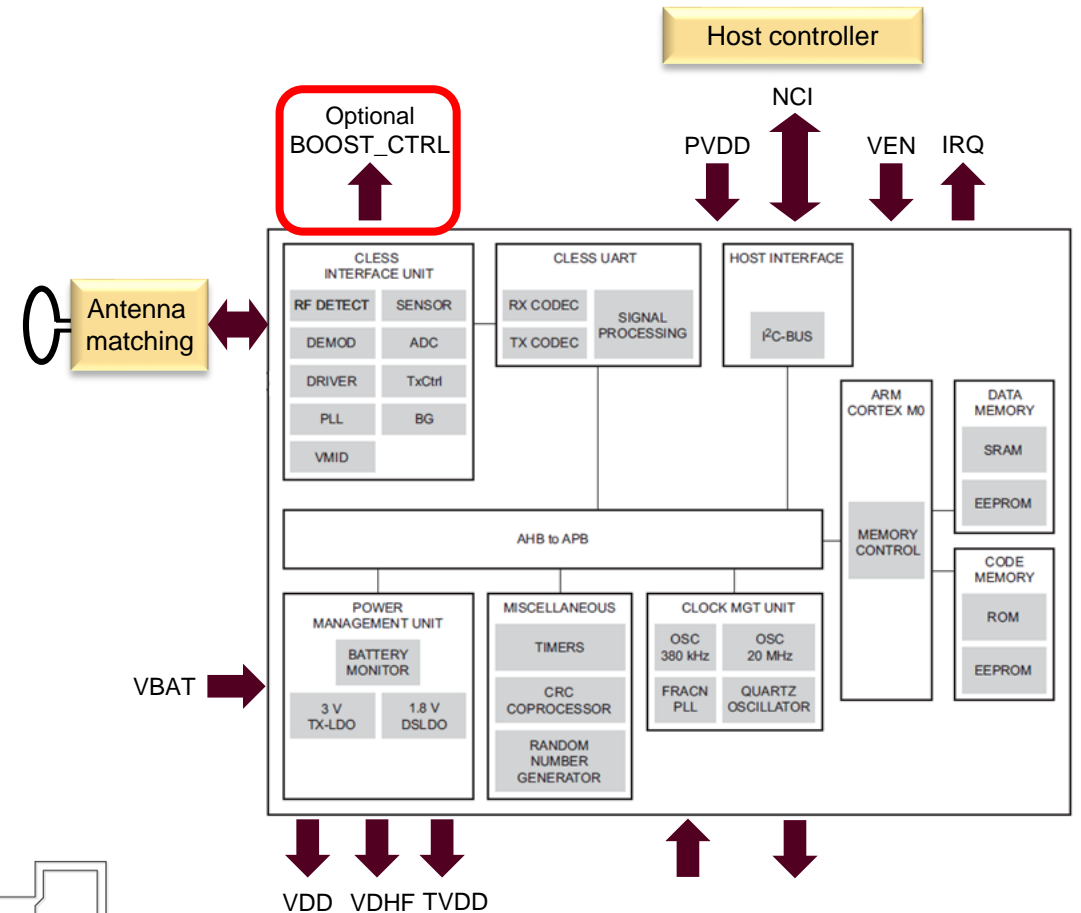 Host controller
Optional
BOOST_CTRL
NCI
PVDD
VEN
IRQ
Antenna
matching
CLESS
INTERFACE UNIT
RF DETECT
SENSOR
DEMOD
ADC
DRIVER
TxCtrl
PLL
BG
VMID
CLESS UART
RX CODEC
TX CODEC
SIGNAL
PROCESSING
HOST INTERFACE
I²C-BUS
ARM
CORTEX M0
MEMORY
CONTROL
DATA
MEMORY
SRAM
EEPROM
CODE
MEMORY
ROM
EEPROM
AHB to APB
VBAT
POWER
MANAGEMENT UNIT
BATTERY
MONITOR
3 V
TX-LDO
1.8 V
DSLDO
MISCELLANEOUS
TIMERS
CRC
COPROCESSOR
RANDOM
NUMBER
GENERATOR
CLOCK MGT UNIT
OSC
380 kHz
OSC
20 MHz
FRACN
PLL
QUARTZ
OSCILLATOR
VDD
VDHF
TVDD